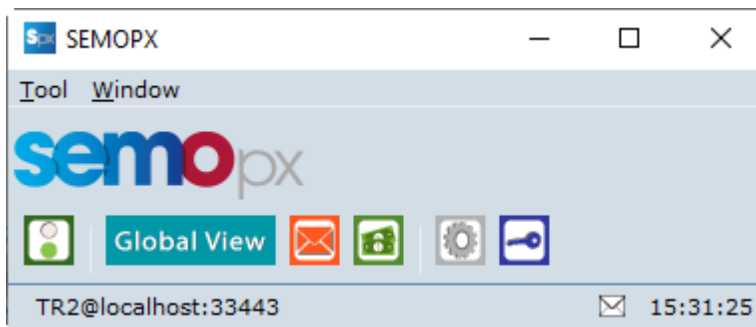 SEMOPX
Tool Window
semopx
Global View
TR2@localhost:33443 15:31:25